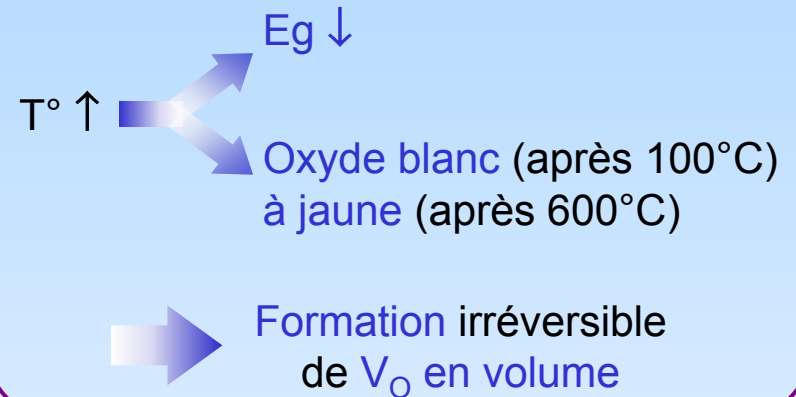 Eg ↓
T° ↑
Oxyde blanc (après 100°C)
à jaune (après 600°C)
Formation irréversible
de V_O en volume